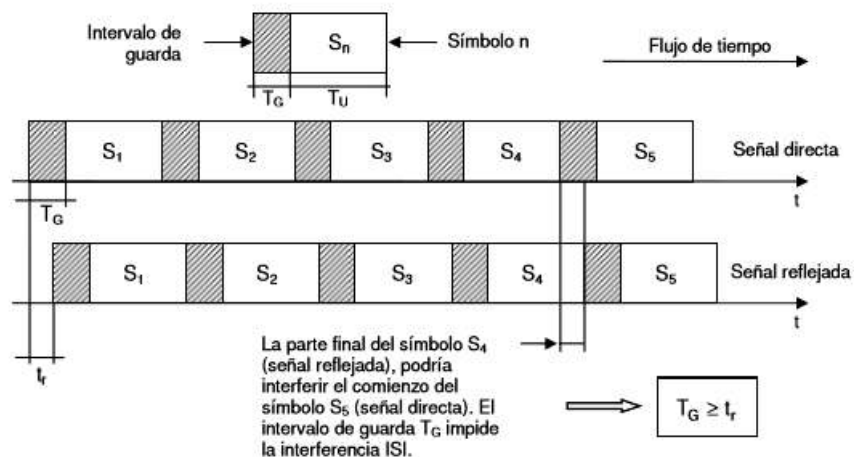 Intervalo de
guarda
Sn
Símbolo n
Flujo de tiempo
TG
TU
S1
S2
S3
S4
S5
Señal directa
TG
t
S1
S2
S3
S4
S5
Señal reflejada
t
tr
La parte final del símbolo S4
(señal reflejada), podría
interferir el comienzo del
símbolo S5 (señal directa). El
intervalo de guarda TG impide
la interferencia ISI.
TG ≥ tr